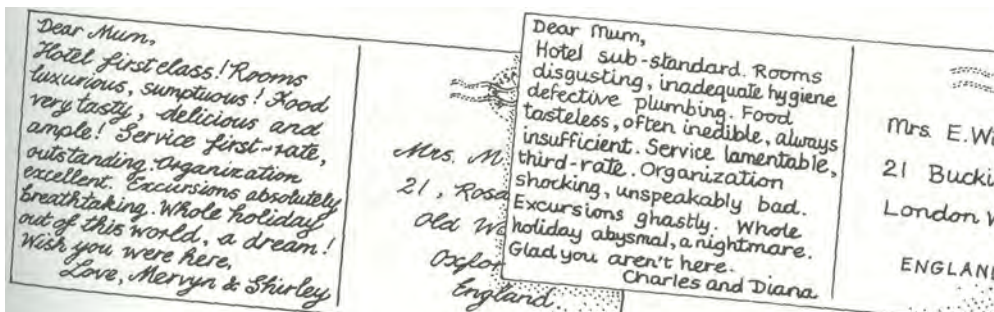 Dear Mum,
Hotel first class! Rooms
luxurious, sumptuous! Food
very tasty, delicious and
ample! Service first-rate,
outstanding. Organization
excellent. Excursions absolutely
breathtaking. Whole holiday
out of this world, a dream!
Wish you were here,
Love, Mervyn & Shirley
Mrs. M.
21,
Old
England.
Dear Mum,
Hotel sub-standard. Rooms
disgusting, inadequate hygiene
defective plumbing. Food
tasteless, often inedible, always
insufficient. Service lamentable,
third-rate. Organization
shocking, unspeakably bad.
Excursions ghastly. Whole
holiday abysmal, a nightmare.
Glad you aren't here.
Charles and Diana
Mrs. E.
21
London